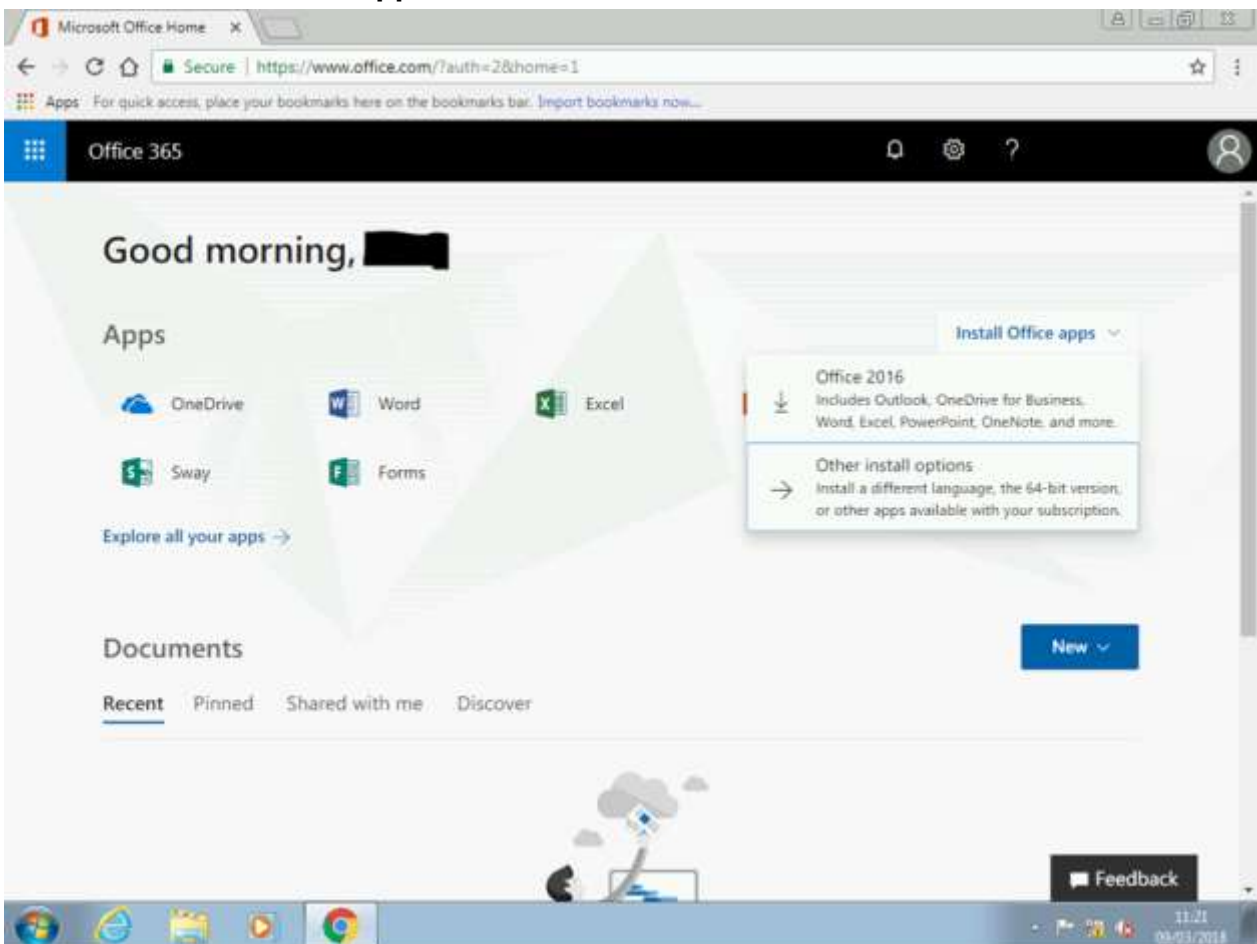 Microsoft Office Home
Secure | https://www.office.com/?auth=2&home=1
Apps For quick access, place your bookmarks here on the bookmarks bar. Import bookmarks now...
Office 365
Good morning,
Apps
Install Office apps
OneDrive
Word
Excel
Office 2016
Includes Outlook, OneDrive for Business,
Word, Excel, PowerPoint, OneNote, and more.
Sway
Forms
Other install options
Install a different language, the 64-bit version,
or other apps available with your subscription.
Explore all your apps
Documents
New
Recent Pinned Shared with me Discover
Feedback
11:21
09/03/2018